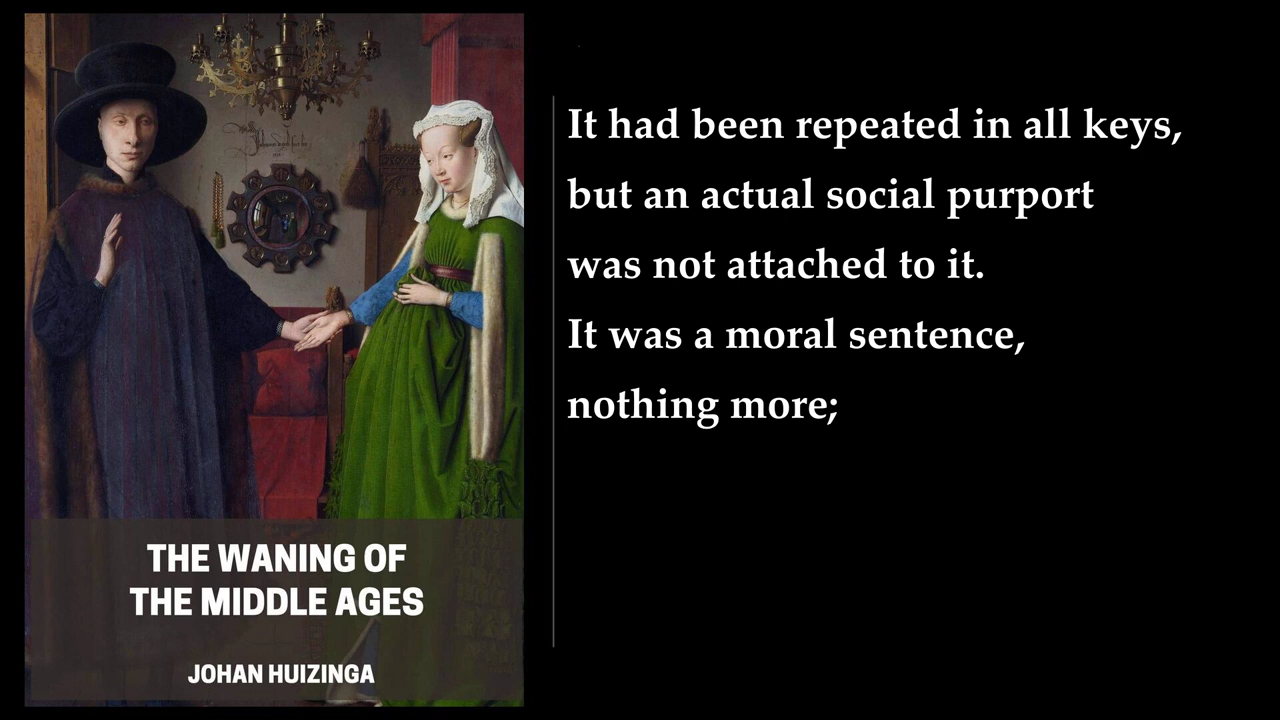 It had been repeated in all keys,
but an actual social purport
was not attached to it.
It was a moral sentence,
nothing more;
THE WANING OF
THE MIDDLE AGES
JOHAN HUIZINGA